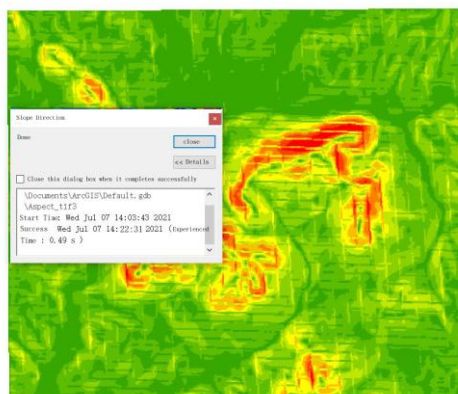 Slope Direction
Done
close
<< Details
Close this dialog box when it completes successfully
\Documents\ArcGIS\Default.gdb
\Aspect_tif3
Start Tim: Wed Jul 07 14:03:43 2021
Success Wed Jul 07 14:22:31 2021 (Experienced
Time : 0.49 s )